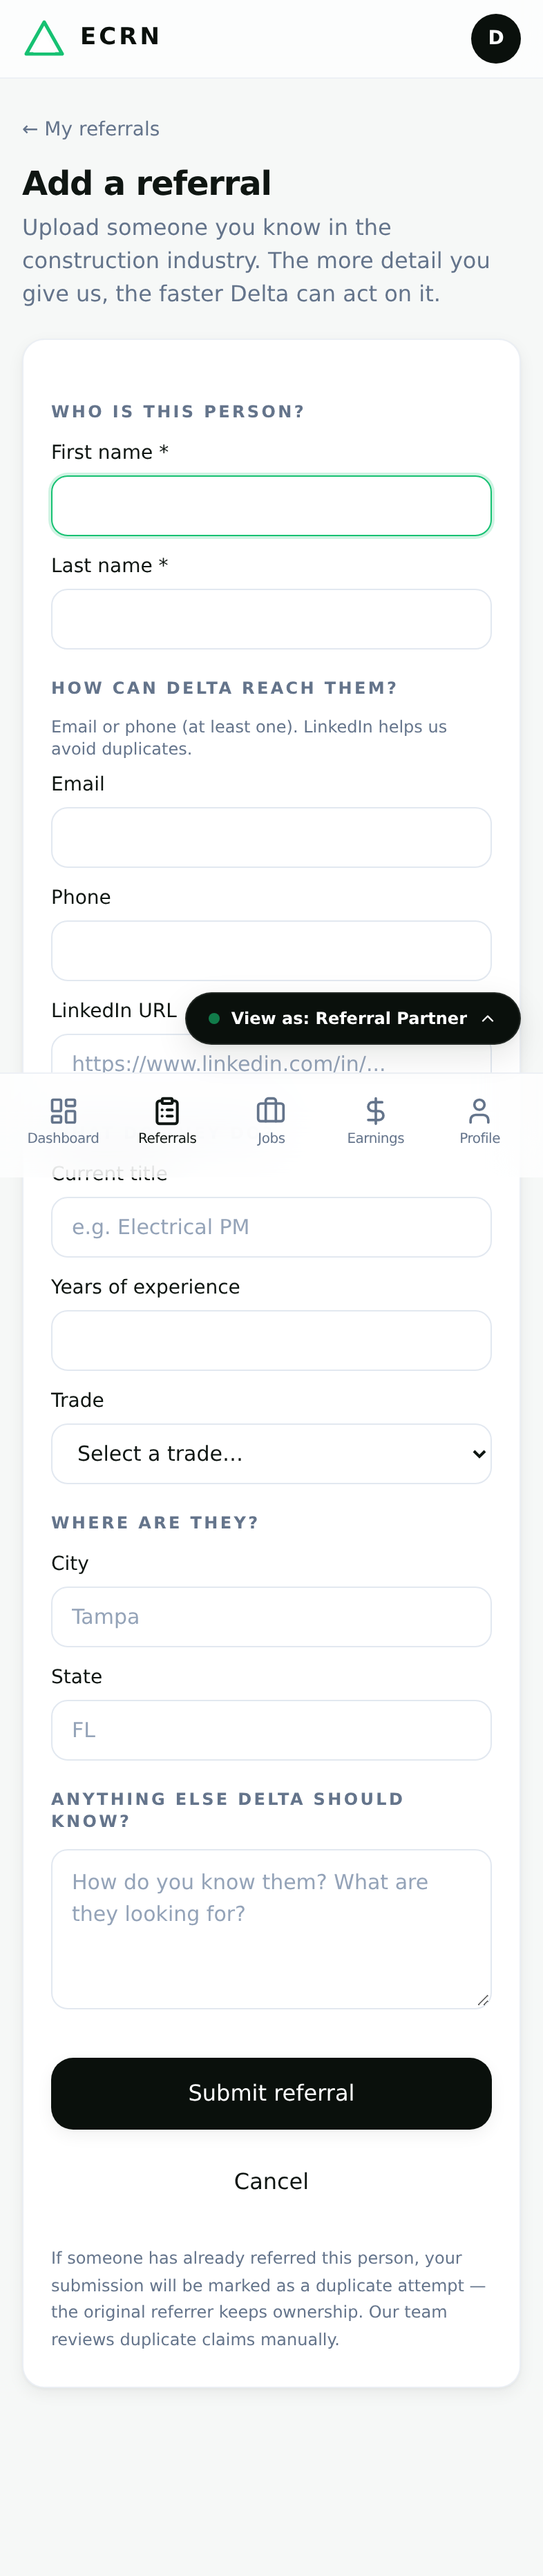 ECRN
D
← My referrals
Add a referral
Upload someone you know in the
construction industry. The more detail you
give us, the faster Delta can act on it.
WHO IS THIS PERSON?
First name *
Last name *
HOW CAN DELTA REACH THEM?
Email or phone (at least one). LinkedIn helps us
avoid duplicates.
Email
Phone
LinkedIn URL
View as: Referral Partner
https://www.linkedin.com/in/...
Dashboard
Referrals
Jobs
Earnings
Profile
Current title
e.g. Electrical PM
Years of experience
Trade
Select a trade...
WHERE ARE THEY?
City
Tampa
State
FL
ANYTHING ELSE DELTA SHOULD
KNOW?
How do you know them? What are
they looking for?
Submit referral
Cancel
If someone has already referred this person, your
submission will be marked as a duplicate attempt —
the original referrer keeps ownership. Our team
reviews duplicate claims manually.